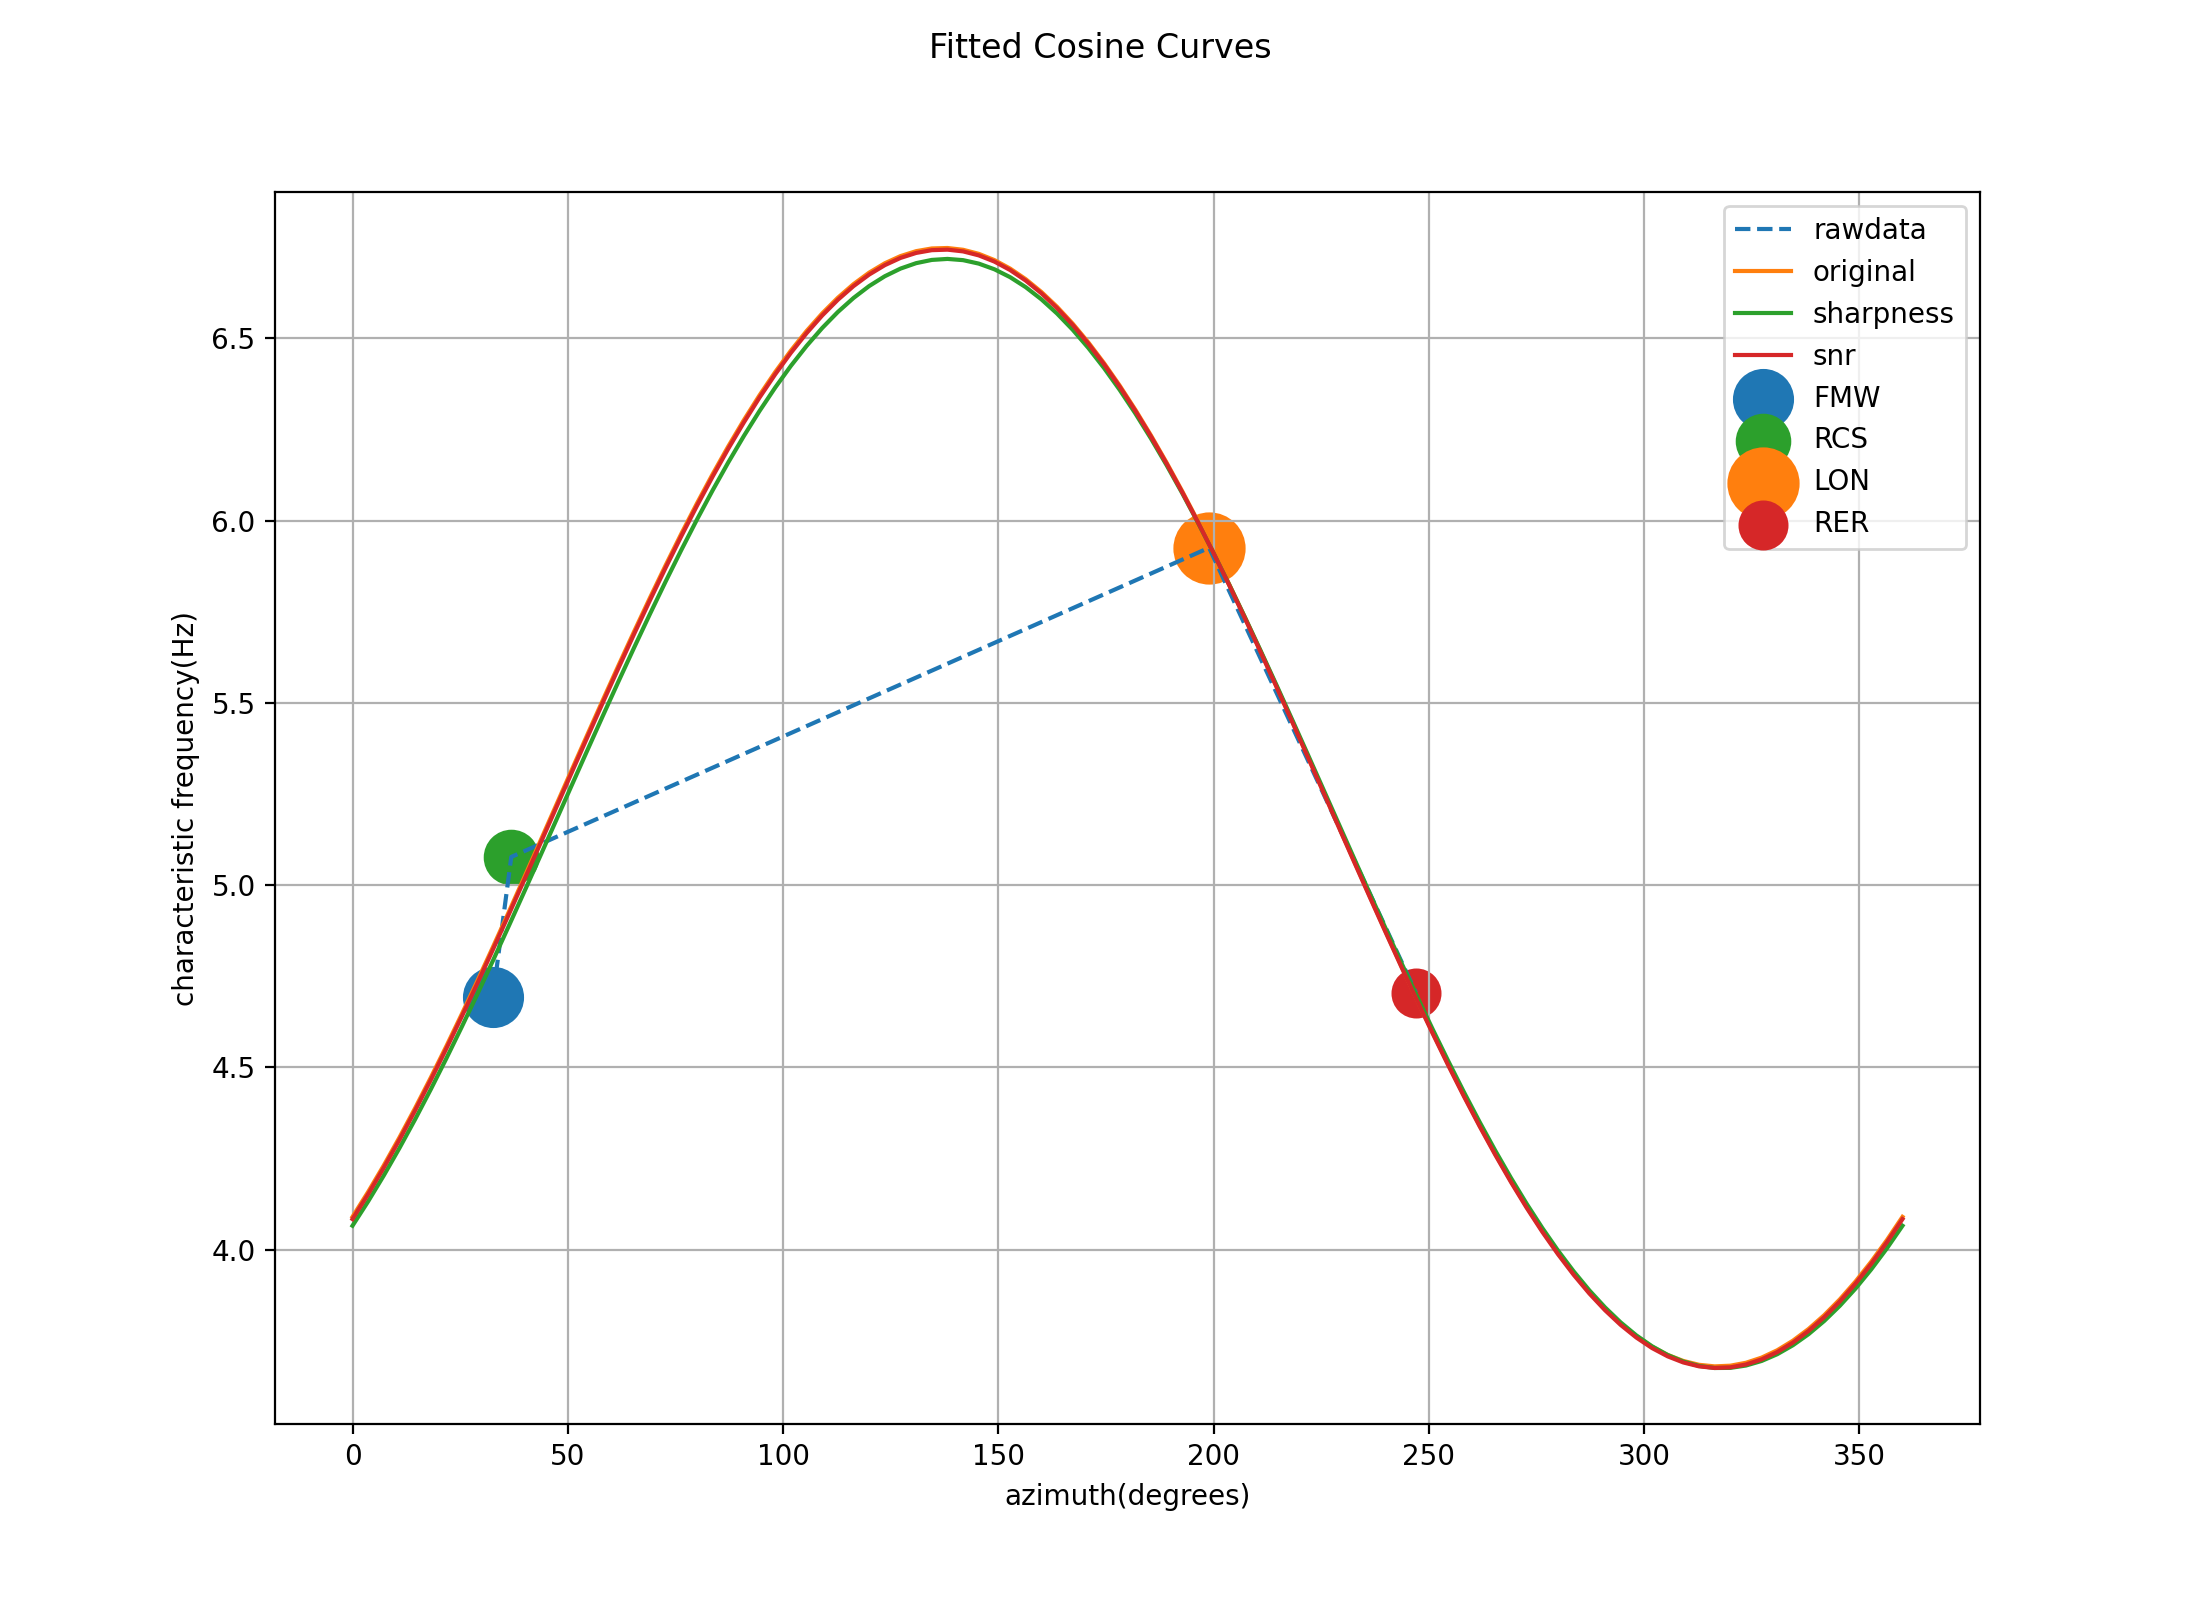 Fitted Cosine Curves
rawdata
original
sharpness
snr
FMW
RCS
LON
RER
characteristic frequency(Hz)
6.5
6.0
5.5
5.0
4.5
4.0
0 50 100 150 200 250 300 350
azimuth(degrees)